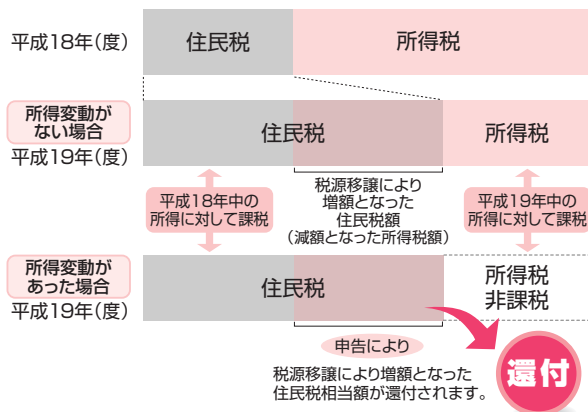 平成18年(度)
住民税
所得税
所得変動が
ない場合
平成19年(度)
住民税
所得税
平成18年中の
所得に対して課税
税源移譲により
増額となった
住民税額
(減額となった所得税額)
平成19年中の
所得に対して課税
所得変動が
あった場合
平成19年(度)
住民税
所得税
非課税
申告により
税源移譲により増額となった
住民税相当額が還付されます。
還付